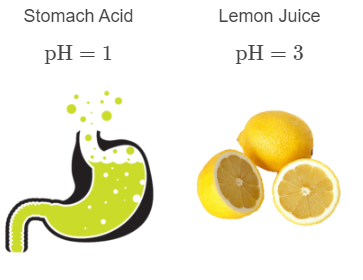 Stomach Acid
pH = 1
Lemon Juice
pH = 3